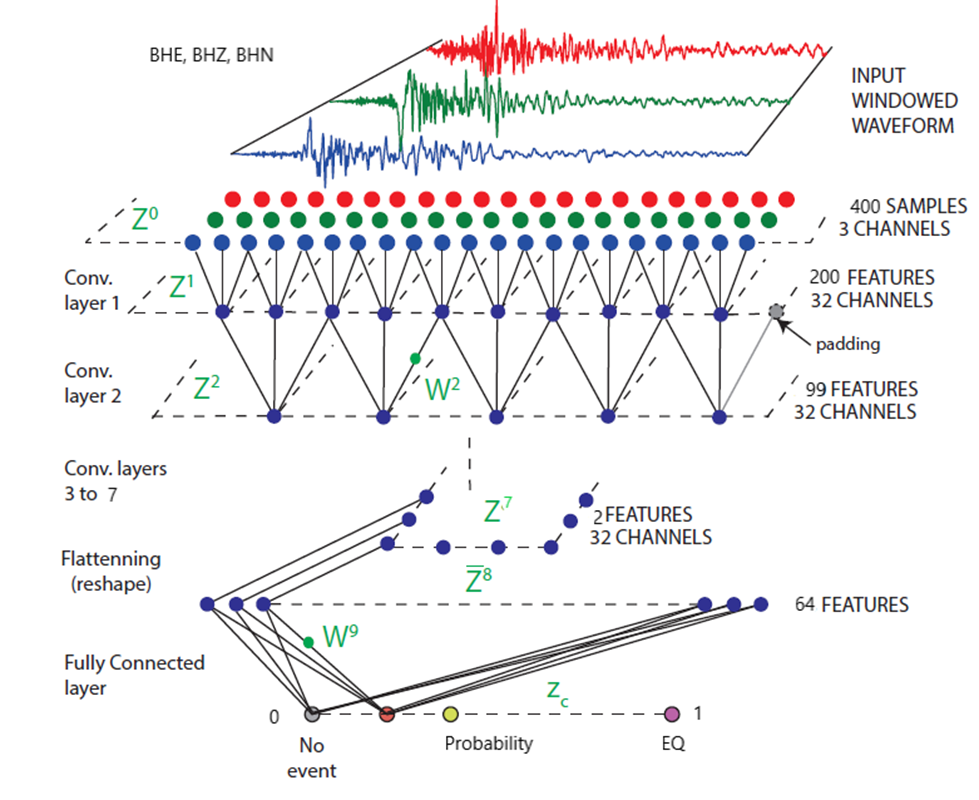 BHE, BHZ, BHN
INPUT
WINDOWED
WAVEFORM
Z⁰
400 SAMPLES
3 CHANNELS
Conv.
layer 1
Z¹
200 FEATURES
32 CHANNELS
padding
Conv.
layer 2
Z²
W²
99 FEATURES
32 CHANNELS
Conv. layers
3 to 7
Z⁷
2 FEATURES
32 CHANNELS
Flattenning
(reshape)
Z̅⁸
64 FEATURES
W⁹
Fully Connected
layer
z_c
0
1
No
event
Probability
EQ